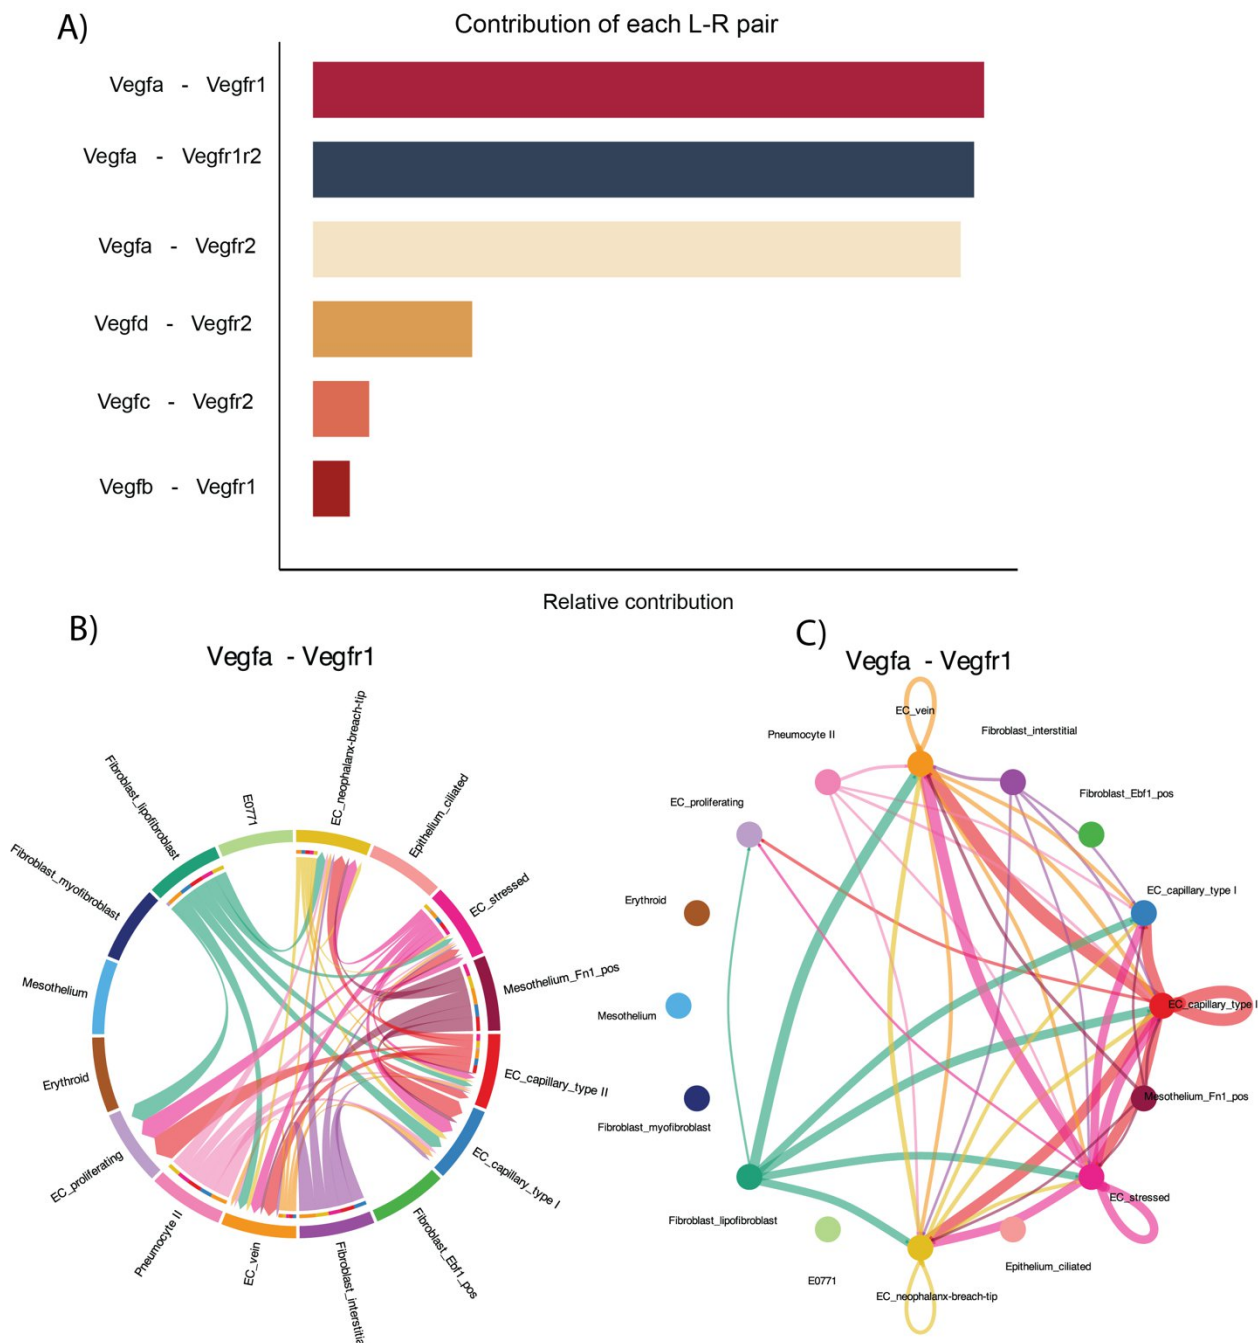 A)
Contribution of each L-R pair
Vegfa - Vegfr1
Vegfa - Vegfr1r2
Vegfa - Vegfr2
Vegfd - Vegfr2
Vegfc - Vegfr2
Vegfb - Vegfr1
Relative contribution
B)
Vegfa - Vegfr1
EC_neophalanx-breach-tip
Epithelium_ciliated
EC_stressed
Mesothelium_Fn1_pos
EC_capillary_type II
EC_capillary_type I
Fibroblast_Ebf1_pos
Fibroblast_interstitial
EC_vein
Pneumocyte II
EC_proliferating
Erythroid
Mesothelium
Fibroblast_myofibroblast
Fibroblast_lipofibroblast
E0771
C)
Vegfa - Vegfr1
EC_vein
Fibroblast_interstitial
Pneumocyte II
Fibroblast_Ebf1_pos
EC_proliferating
EC_capillary_type I
Erythroid
EC_capillary_type I
Mesothelium
Mesothelium_Fn1_pos
Fibroblast_myofibroblast
EC_stressed
Fibroblast_lipofibroblast
Epithelium_ciliated
E0771
EC_neophalanx-breach-tip